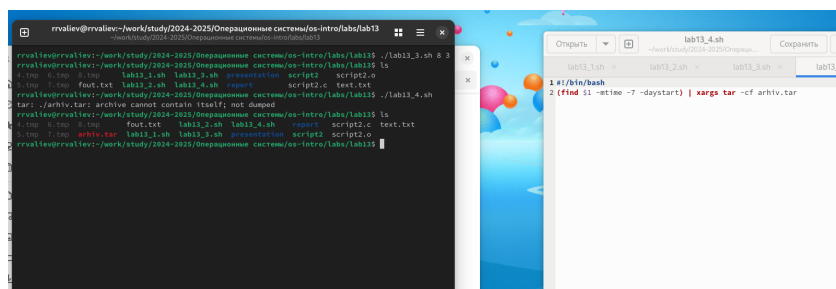 rrvaliev@rrvaliev:~/work/study/2024-2025/Операционные системы/os-intro/labs/lab13
~/work/study/2024-2025/Операционные системы/os-intro/labs/lab13
rrvaliev@rrvaliev:~/work/study/2024-2025/Операционные системы/os-intro/labs/lab13$ ./lab13_3.sh 8 3
rrvaliev@rrvaliev:~/work/study/2024-2025/Операционные системы/os-intro/labs/lab13$ ls
4.tmp 6.tmp 8.tmp lab13_1.sh lab13_3.sh presentation script2 script2.o
5.tmp 7.tmp fout.txt lab13_2.sh lab13_4.sh report script2.c text.txt
rrvaliev@rrvaliev:~/work/study/2024-2025/Операционные системы/os-intro/labs/lab13$ ./lab13_4.sh
tar: ./arhiv.tar: archive cannot contain itself; not dumped
rrvaliev@rrvaliev:~/work/study/2024-2025/Операционные системы/os-intro/labs/lab13$ ls
4.tmp 6.tmp 8.tmp fout.txt lab13_2.sh lab13_4.sh report script2.c text.txt
5.tmp 7.tmp arhiv.tar lab13_1.sh lab13_3.sh presentation script2 script2.o
rrvaliev@rrvaliev:~/work/study/2024-2025/Операционные системы/os-intro/labs/lab13$
Открыть
lab13_4.sh
~/work/study/2024-2025/Операци...
Сохранить
lab13_1.sh
lab13_2.sh
lab13_3.sh
lab13_
1 #!/bin/bash
2 (find $1 -mtime -7 -daystart) | xargs tar -cf arhiv.tar